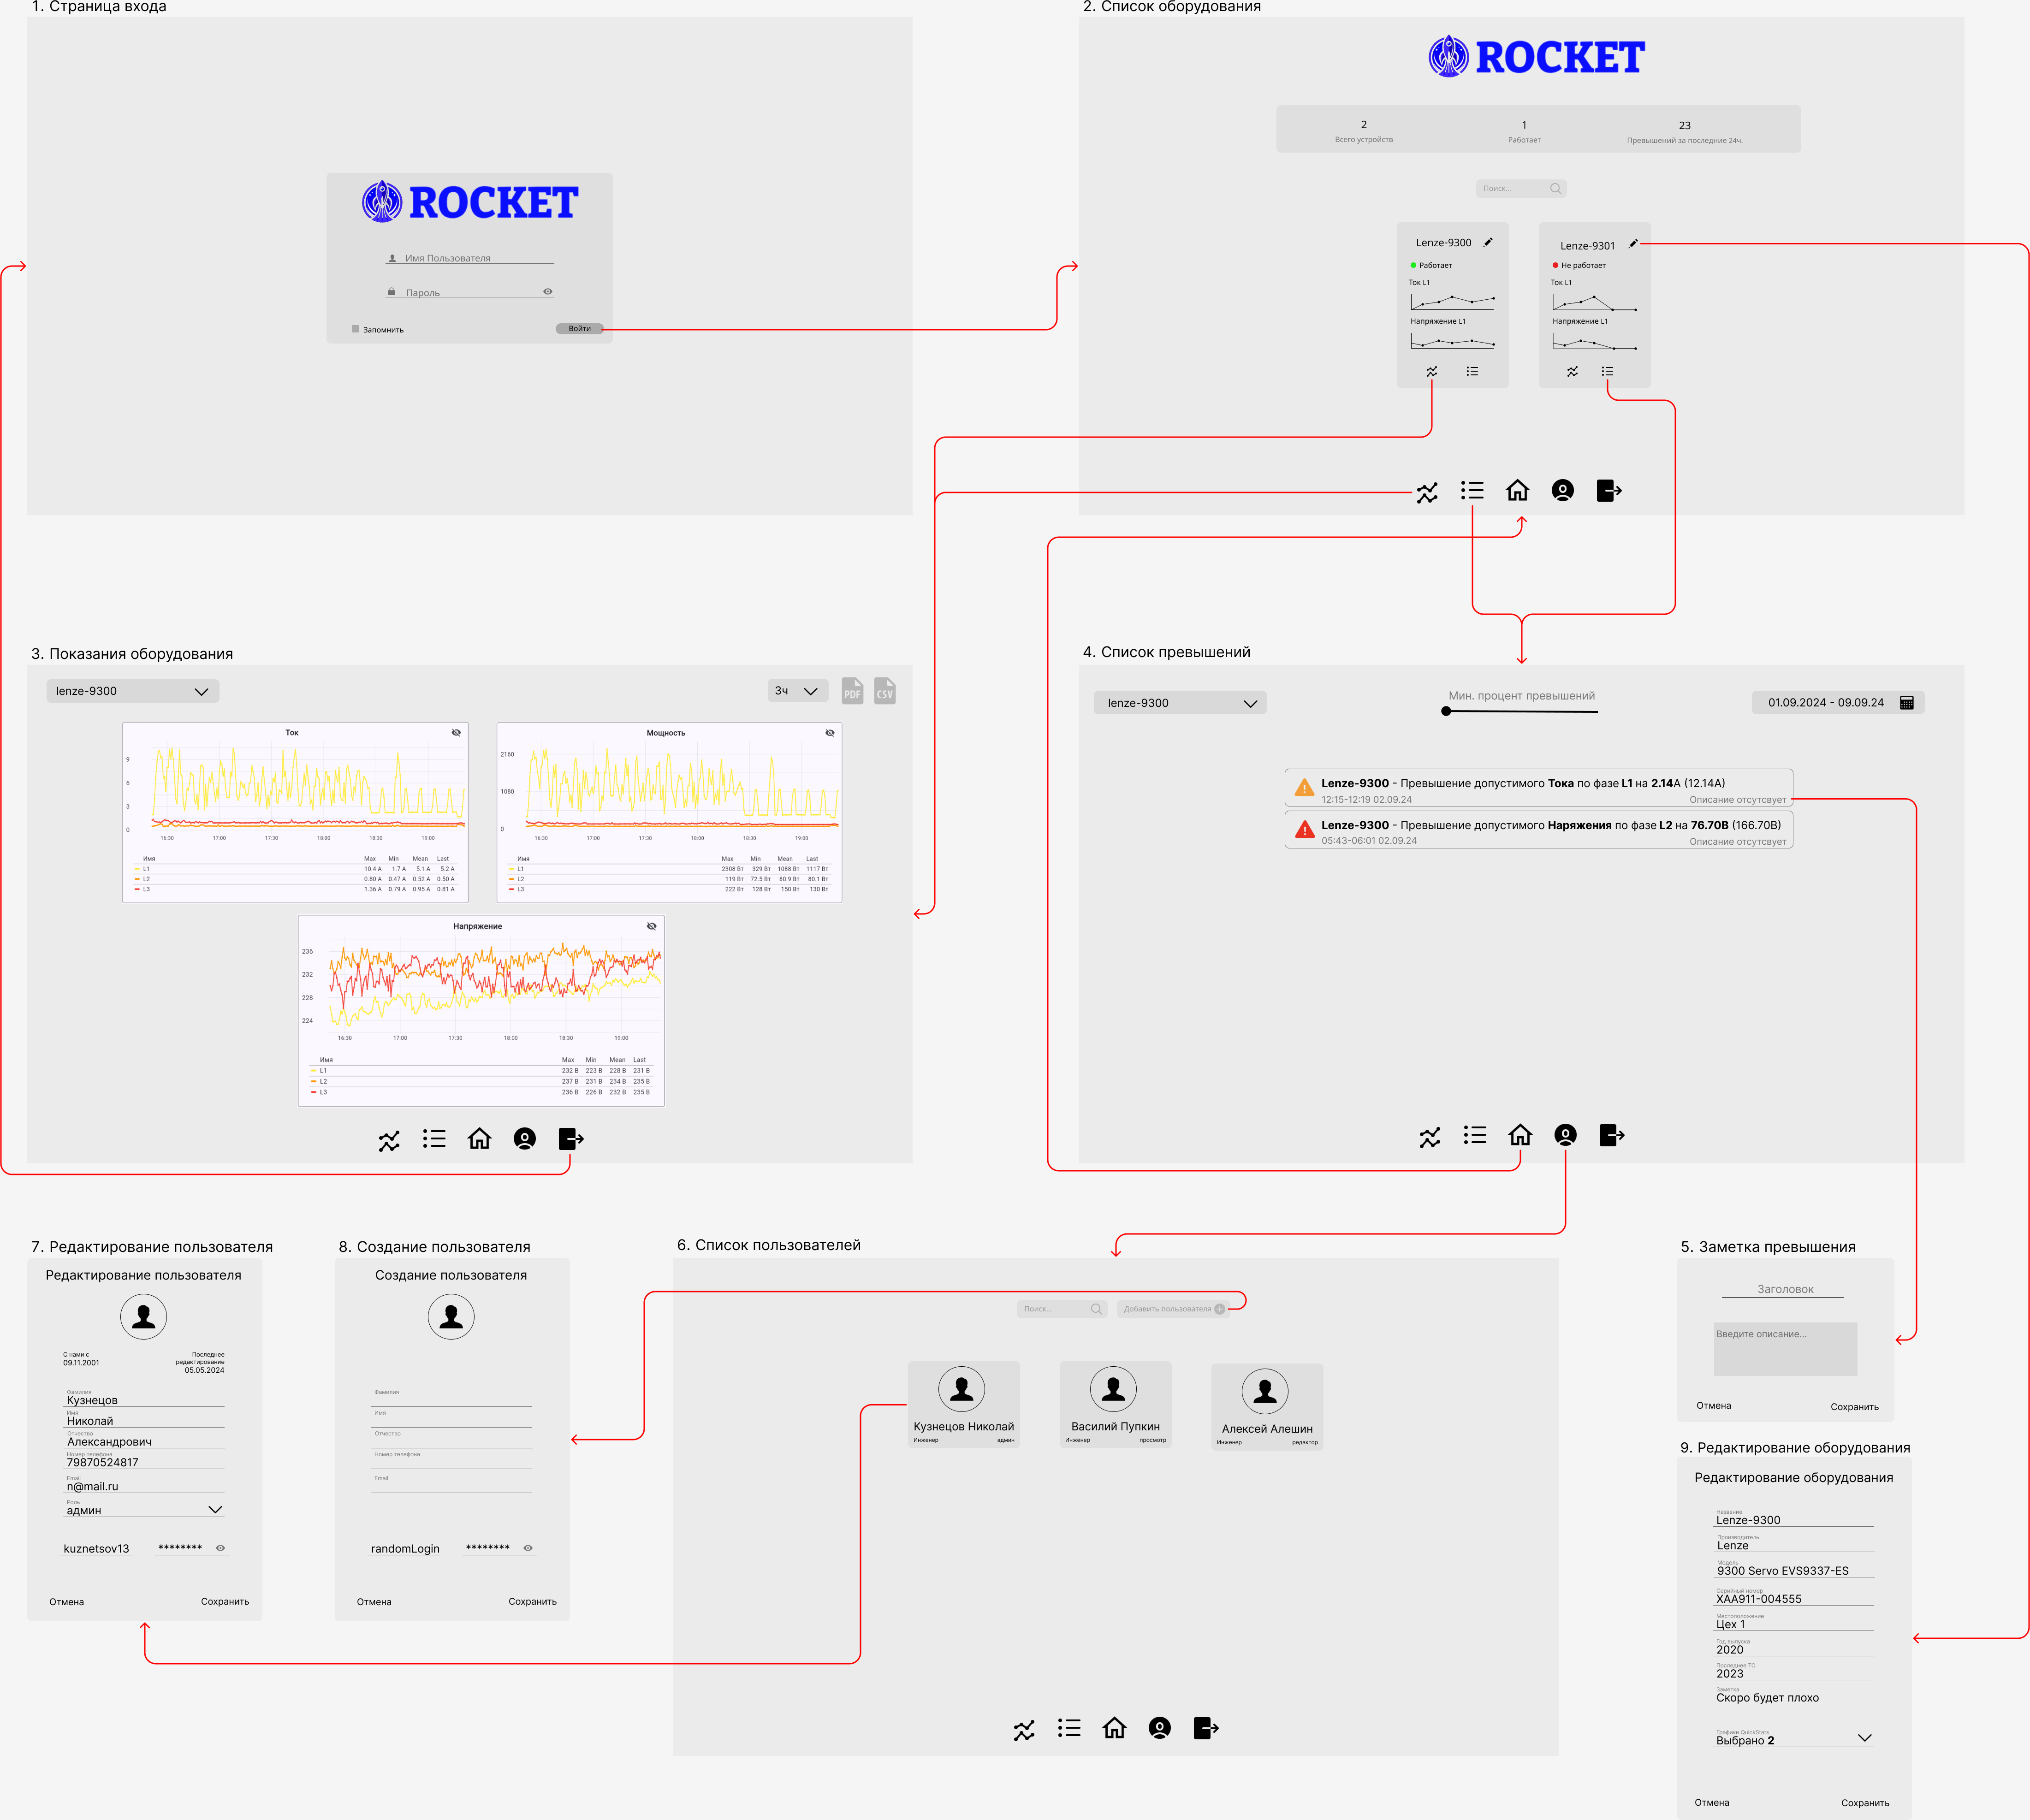 1. Страница входа
ROCKET
Имя Пользователя
Пароль
Запомнить
Войти
2. Список оборудования
ROCKET
2
Всего устройств
1
Работает
23
Превышений за последние 24ч.
Поиск...
Lenze-9300
Работает
Ток L1
Напряжение L1
Lenze-9301
Не работает
Ток L1
Напряжение L1
3. Показания оборудования
lenze-9300
3ч
PDF
CSV
Ток
9
6
3
0
16:30 17:00 17:30 18:00 18:30 19:00
Имя Max Min Mean Last
L1 10.4 А 1.7 А 5.1 А 5.2 А
L2 0.80 А 0.47 А 0.52 А 0.50 А
L3 1.36 А 0.79 А 0.95 А 0.81 А
Мощность
2160
1080
0
16:30 17:00 17:30 18:00 18:30 19:00
Имя Max Min Mean Last
L1 2308 Вт 329 Вт 1088 Вт 1117 Вт
L2 119 Вт 72.5 Вт 80.9 Вт 80.1 Вт
L3 222 Вт 128 Вт 150 Вт 130 Вт
Напряжение
236
232
228
224
16:30 17:00 17:30 18:00 18:30 19:00
Имя Max Min Mean Last
L1 232 В 223 В 228 В 231 В
L2 237 В 231 В 234 В 235 В
L3 236 В 226 В 232 В 235 В
4. Список превышений
lenze-9300
Мин. процент превышений
01.09.2024 - 09.09.24
Lenze-9300 - Превышение допустимого Тока по фазе L1 на 2.14А (12.14А)
12:15-12:19 02.09.24 Описание отсутсвует
Lenze-9300 - Превышение допустимого Наряжения по фазе L2 на 76.70В (166.70В)
05:43-06:01 02.09.24 Описание отсутсвует
7. Редактирование пользователя
Редактирование пользователя
С нами с
09.11.2001
Последнее
редактирование
05.05.2024
Фамилия
Кузнецов
Имя
Николай
Отчество
Александрович
Номер телефона
79870524817
Email
n@mail.ru
Роль
админ
kuznetsov13 ********
Отмена Сохранить
8. Создание пользователя
Создание пользователя
Фамилия
Имя
Отчество
Номер телефона
Email
randomLogin ********
Отмена Сохранить
6. Список пользователей
Поиск...
Добавить пользователя
Кузнецов Николай
Инженер админ
Василий Пупкин
Инженер просмотр
Алексей Алешин
Инженер редактор
5. Заметка превышения
Заголовок
Введите описание...
Отмена Сохранить
9. Редактирование оборудования
Редактирование оборудования
Название
Lenze-9300
Производитель
Lenze
Модель
9300 Servo EVS9337-ES
Серийный номер
XAA911-004555
Местоположение
Цех 1
Год выпуска
2020
Последнее ТО
2023
Заметка
Скоро будет плохо
Графики QuickStats
Выбрано 2
Отмена Сохранить